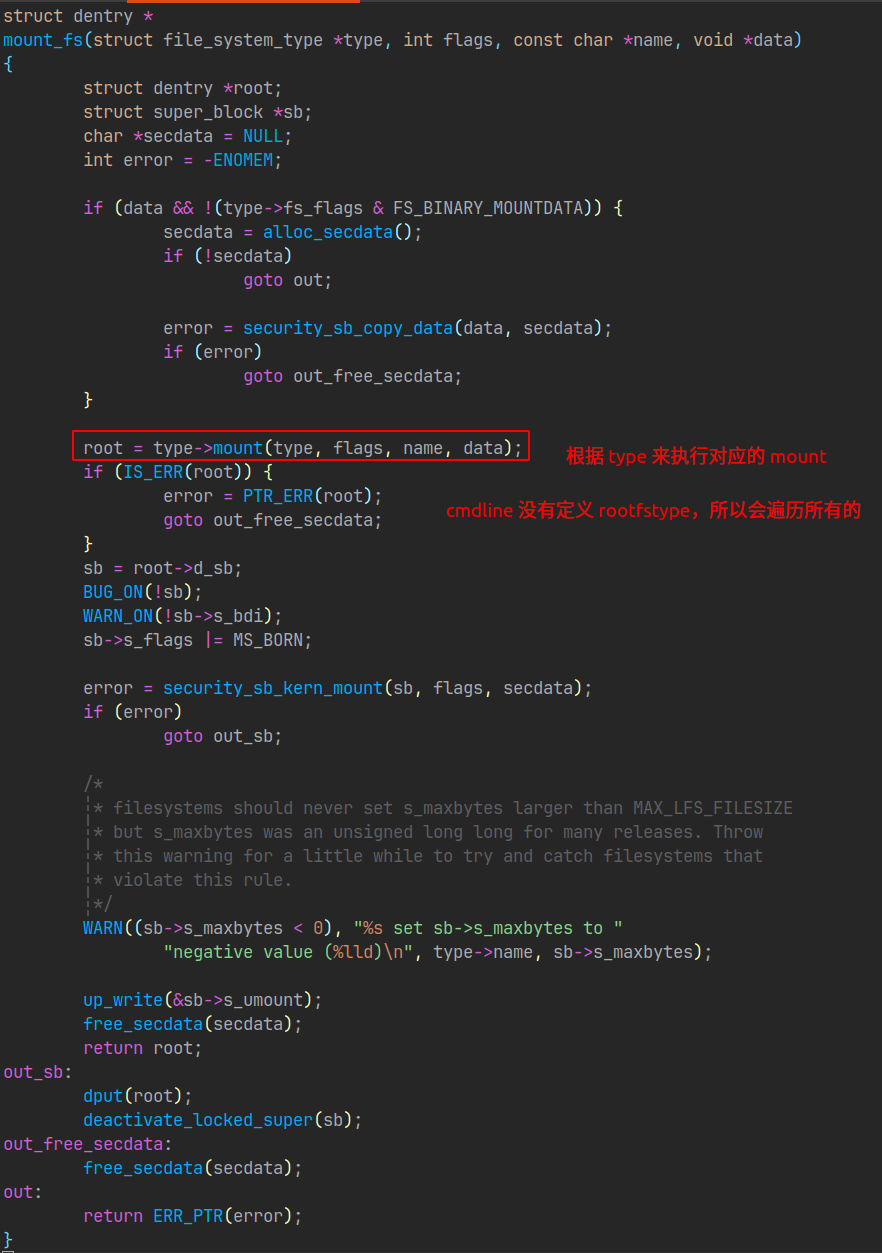 struct dentry *
mount_fs(struct file_system_type *type, int flags, const char *name, void *data)
{
        struct dentry *root;
        struct super_block *sb;
        char *secdata = NULL;
        int error = -ENOMEM;

        if (data && !(type->fs_flags & FS_BINARY_MOUNTDATA)) {
                secdata = alloc_secdata();
                if (!secdata)
                        goto out;

                error = security_sb_copy_data(data, secdata);
                if (error)
                        goto out_free_secdata;
        }

        root = type->mount(type, flags, name, data);
根据 type 来执行对应的 mount
        if (IS_ERR(root)) {
                error = PTR_ERR(root);
cmdline 没有定义 rootfstype，所以会遍历所有的
                goto out_free_secdata;
        }
        sb = root->d_sb;
        BUG_ON(!sb);
        WARN_ON(!sb->s_bdi);
        sb->s_flags |= MS_BORN;

        error = security_sb_kern_mount(sb, flags, secdata);
        if (error)
                goto out_sb;

        /*
         * filesystems should never set s_maxbytes larger than MAX_LFS_FILESIZE
         * but s_maxbytes was an unsigned long long for many releases. Throw
         * this warning for a little while to try and catch filesystems that
         * violate this rule.
         */
        WARN((sb->s_maxbytes < 0), "%s set sb->s_maxbytes to "
                "negative value (%lld)\n", type->name, sb->s_maxbytes);

        up_write(&sb->s_umount);
        free_secdata(secdata);
        return root;
out_sb:
        dput(root);
        deactivate_locked_super(sb);
out_free_secdata:
        free_secdata(secdata);
out:
        return ERR_PTR(error);
}